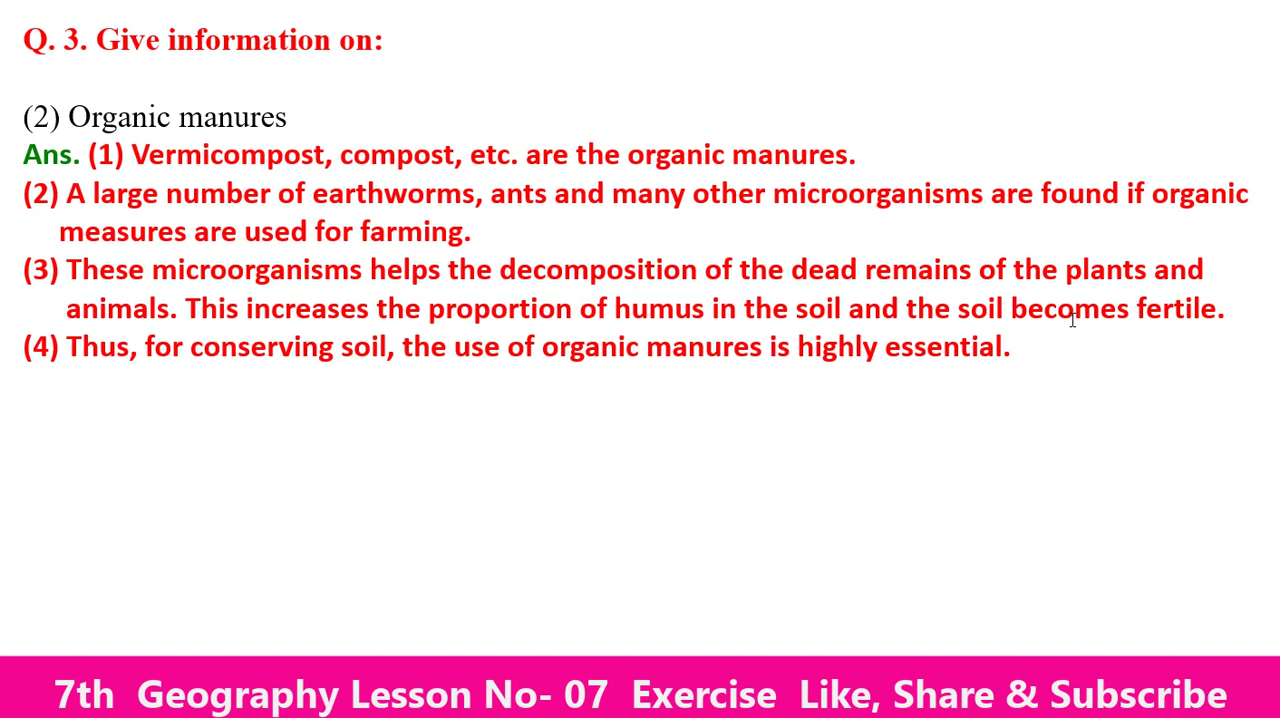 Q. 3. Give information on:
(2) Organic manures
Ans. (1) Vermicompost, compost, etc. are the organic manures.
(2) A large number of earthworms, ants and many other microorganisms are found if organic
measures are used for farming.
(3) These microorganisms helps the decomposition of the dead remains of the plants and
animals. This increases the proportion of humus in the soil and the soil becomes fertile.
(4) Thus, for conserving soil, the use of organic manures is highly essential.
7th Geography Lesson No- 07 Exercise Like, Share & Subscribe